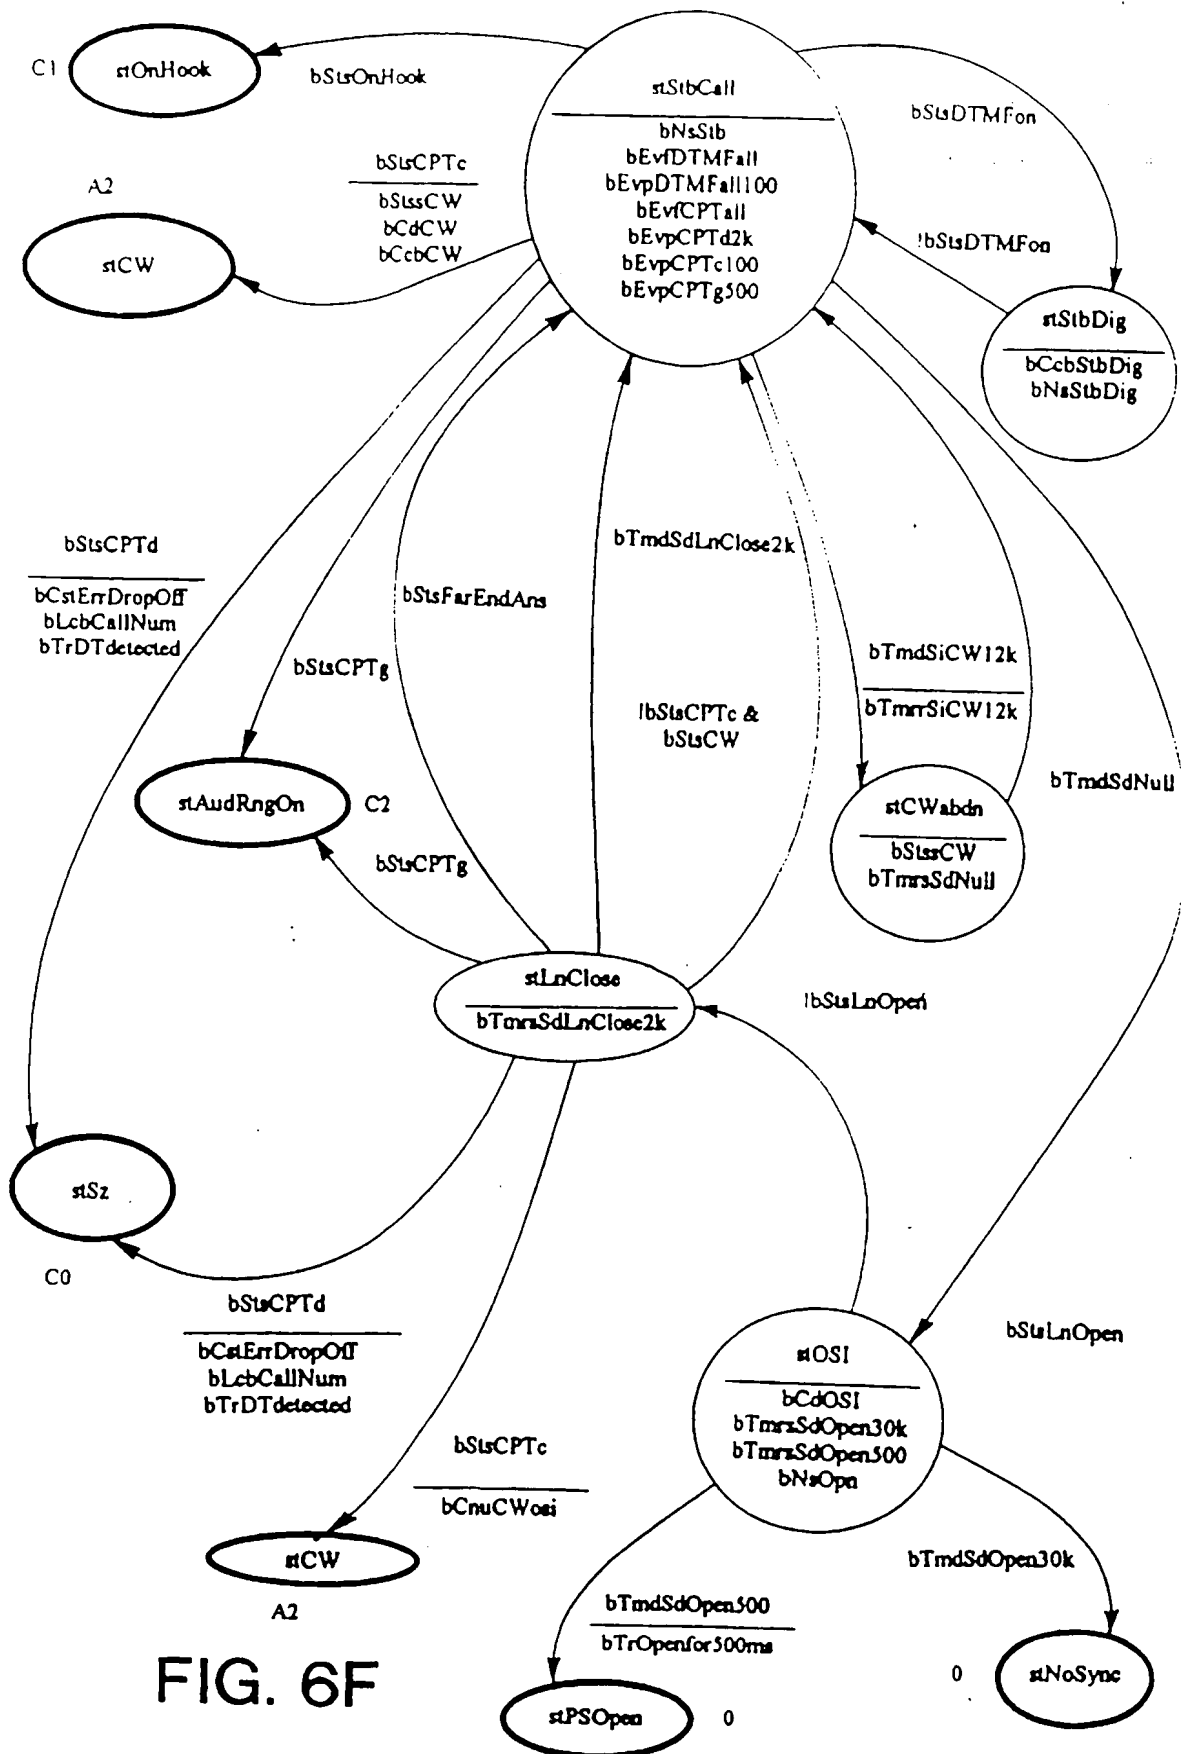 C1
stOnHook
bStsOnHook
stStbCall
bNsStb
bEvfDTMFall
bEvpDTMFall100
bEvfCPTall
bEvpCPTd2k
bEvpCPTc100
bEvpCPTg500
bStsDTMFon
!bStsDTMFon
stStbDig
bCcbStbDig
bNsStbDig
bStsCPTc
bStssCW
bCdCW
bCcbCW
A2
stCW
bStsCPTd
bCstErrDropOff
bLcbCallNum
bTrDTdetected
bStsCPTg
bStsFarEndAns
bTmdSdLnClose2k
!bStsCPTc &
bStsCW
bTmdSiCW12k
bTmrrSiCW12k
bTmdSdNull
stAudRngOn
C2
bStsCPTg
stCWabdn
bStssCW
bTmrsSdNull
stLnClose
bTmrsSdLnClose2k
!bStsLnOpen
stSz
C0
bStsCPTd
bCstErrDropOff
bLcbCallNum
bTrDTdetected
bStsCPTc
bCnuCWosi
stCW
A2
bStsLnOpen
stOSI
bCdOSI
bTmrsSdOpen30k
bTmrsSdOpen500
bNsOpn
bTmdSdOpen30k
bTmdSdOpen500
bTrOpenfor500ms
stPSOpen
0
0
stNoSync
FIG. 6F